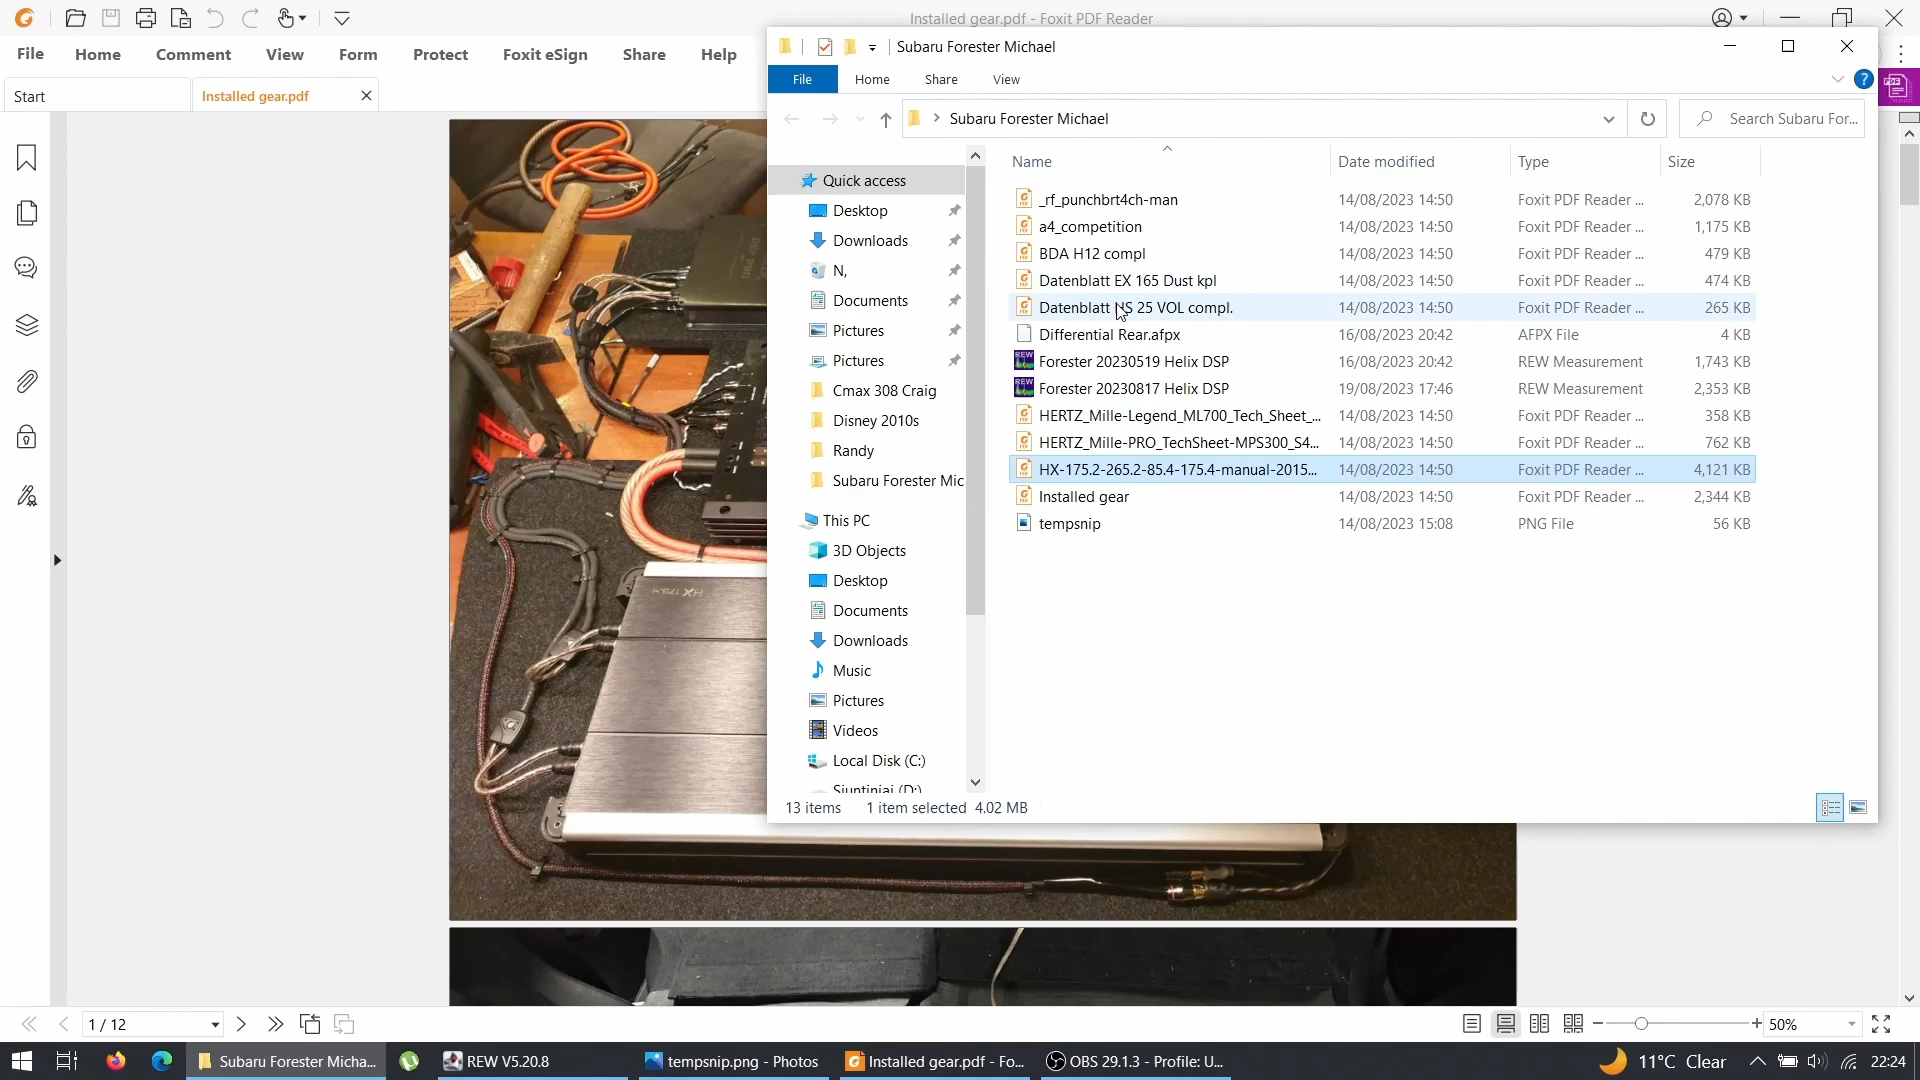 Installed gear.pdf - Foxit PDF Reader
File Home Comment View Form Protect Foxit eSign Share Help
Start
Installed gear.pdf
Subaru Forester Michael
File Home Share View
Subaru Forester Michael
Search Subaru For...
Name Date modified Type Size
Quick access
Desktop
Downloads
N,
Documents
Pictures
Pictures
Cmax 308 Craig
Disney 2010s
Randy
Subaru Forester Mic
This PC
3D Objects
Desktop
Documents
Downloads
Music
Pictures
Videos
Local Disk (C:)
Siuntiniai (D:)
_rf_punchbrt4ch-man 14/08/2023 14:50 Foxit PDF Reader ... 2,078 KB
a4_competition 14/08/2023 14:50 Foxit PDF Reader ... 1,175 KB
BDA H12 compl 14/08/2023 14:50 Foxit PDF Reader ... 479 KB
Datenblatt EX 165 Dust kpl 14/08/2023 14:50 Foxit PDF Reader ... 474 KB
Datenblatt NS 25 VOL compl. 14/08/2023 14:50 Foxit PDF Reader ... 265 KB
Differential Rear.afpx 16/08/2023 20:42 AFPX File 4 KB
Forester 20230519 Helix DSP 16/08/2023 20:42 REW Measurement 1,743 KB
Forester 20230817 Helix DSP 19/08/2023 17:46 REW Measurement 2,353 KB
HERTZ_Mille-Legend_ML700_Tech_Sheet_... 14/08/2023 14:50 Foxit PDF Reader ... 358 KB
HERTZ_Mille-PRO_TechSheet-MPS300_S4... 14/08/2023 14:50 Foxit PDF Reader ... 762 KB
HX-175.2-265.2-85.4-175.4-manual-2015... 14/08/2023 14:50 Foxit PDF Reader ... 4,121 KB
Installed gear 14/08/2023 14:50 Foxit PDF Reader ... 2,344 KB
tempsnip 14/08/2023 15:08 PNG File 56 KB
13 items 1 item selected 4.02 MB
1 / 12
50%
Subaru Forester Micha...
REW V5.20.8
tempsnip.png - Photos
Installed gear.pdf - Fo...
OBS 29.1.3 - Profile: U...
11°C Clear
22:24